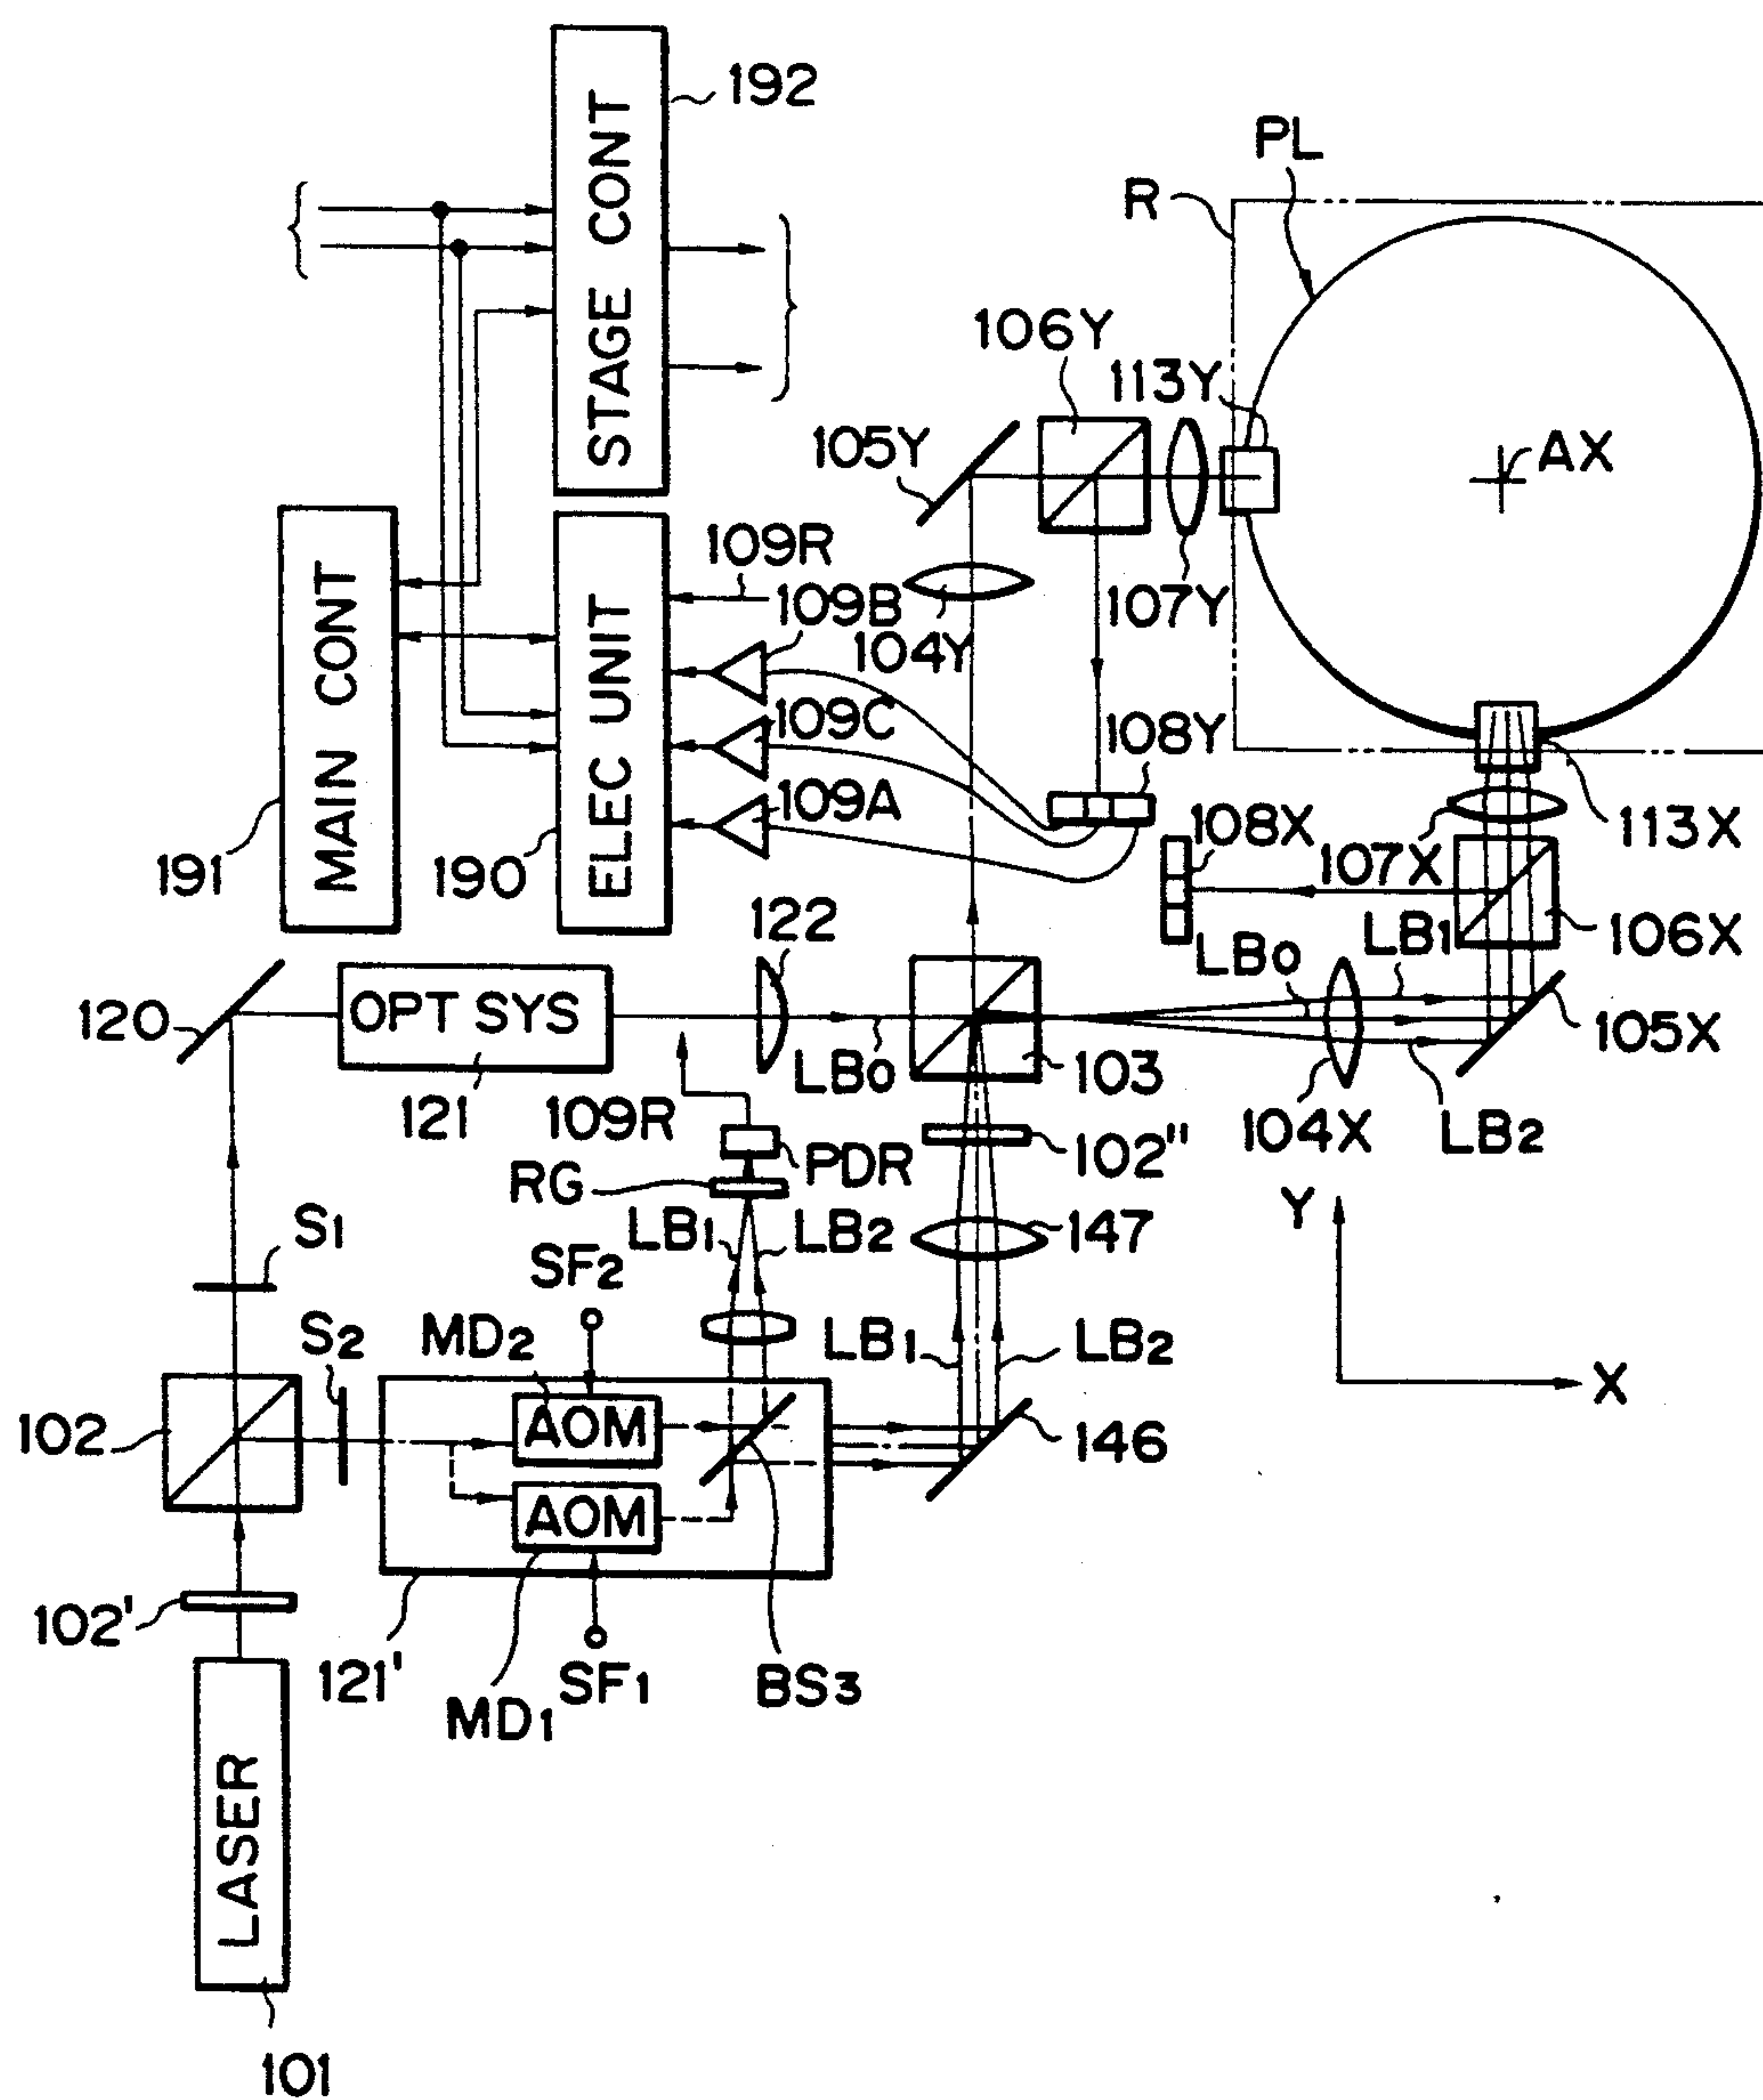 192
STAGE CONT
PL
R
106Y
113Y
105Y
AX
109R
109B
107Y
104Y
MAIN CONT
ELEC UNIT
109C
108Y
109A
108X
113X
107X
191
190
122
LB1
106X
LB0
120
OPT SYS
105X
LB0
103
121
109R
104X
LB2
102"
PDR
RG
Y
LB1
LB2
147
S1
SF2
S2
MD2
LB1
LB2
X
102
AOM
146
AOM
102'
121'
SF1
BS3
MD1
LASER
101